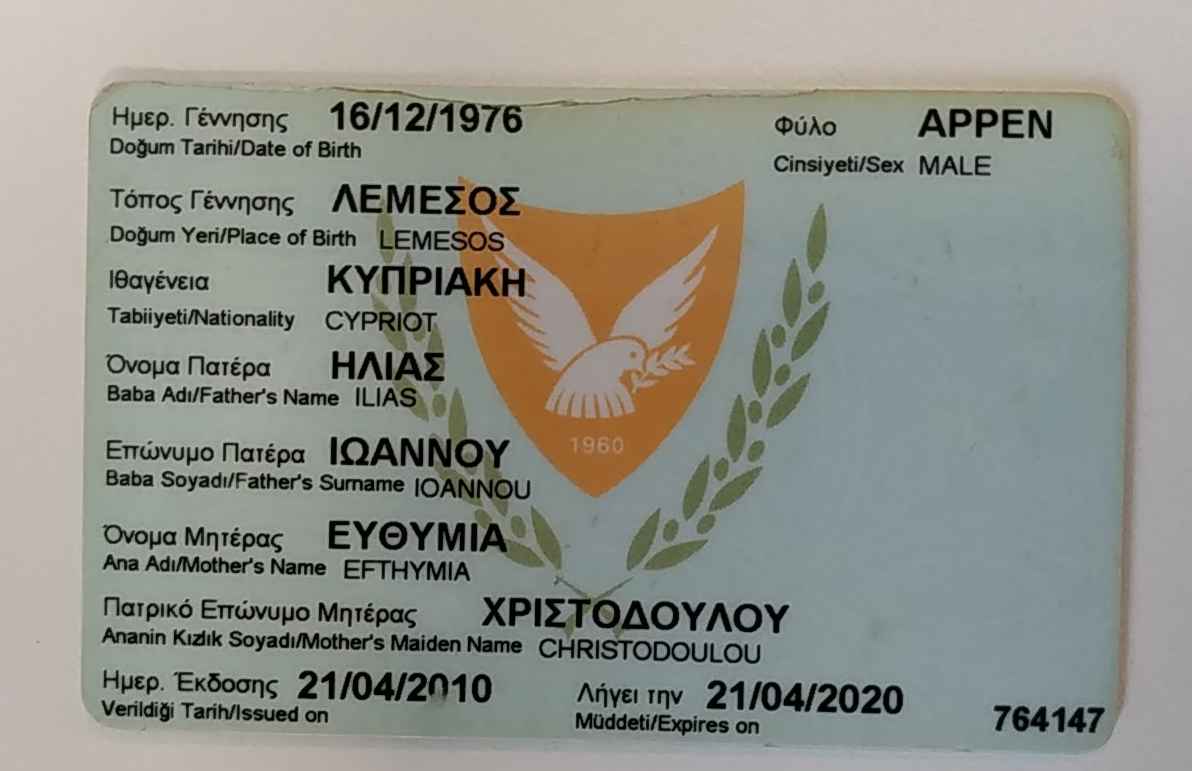 Ημερ. Γέννησης 16/12/1976 Φύλο ΑΡΡΕΝ
Doğum Tarihi/Date of Birth Cinsiyeti/Sex MALE
Τόπος Γέννησης ΛΕΜΕΣΟΣ
Doğum Yeri/Place of Birth LEMESOS
Ιθαγένεια ΚΥΠΡΙΑΚΗ
Tabiiyeti/Nationality CYPRIOT
Όνομα Πατέρα ΗΛΙΑΣ
Baba Adı/Father's Name ILIAS
1960
Επώνυμο Πατέρα ΙΩΑΝΝΟΥ
Baba Soyadı/Father's Surname IOANNOU
Όνομα Μητέρας ΕΥΘΥΜΙΑ
Ana Adı/Mother's Name EFTHYMIA
Πατρικό Επώνυμο Μητέρας ΧΡΙΣΤΟΔΟΥΛΟΥ
Ananin Kızlık Soyadı/Mother's Maiden Name CHRISTODOULOU
Ημερ. Έκδοσης 21/04/2010 Λήγει την 21/04/2020
Verildiği Tarih/Issued on Müddeti/Expires on 764147